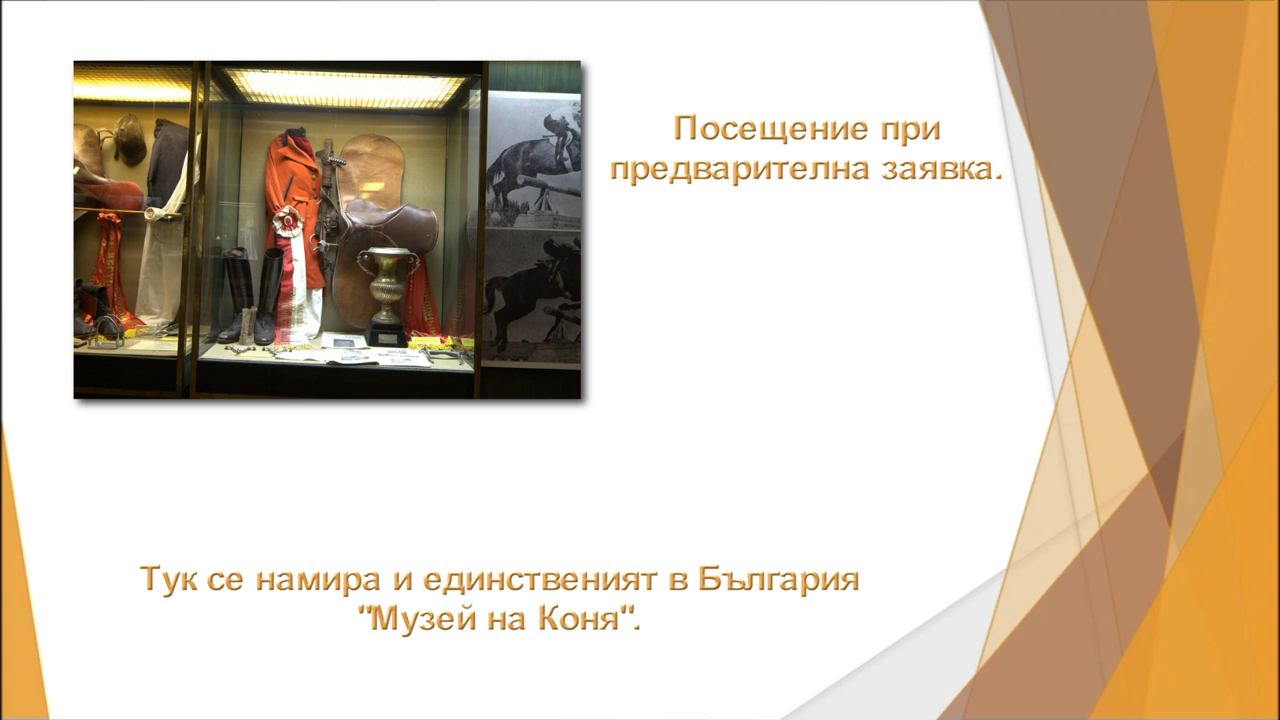 Посещение при
предварителна заявка.
Тук се намира и единственият в България
"Музей на Коня".